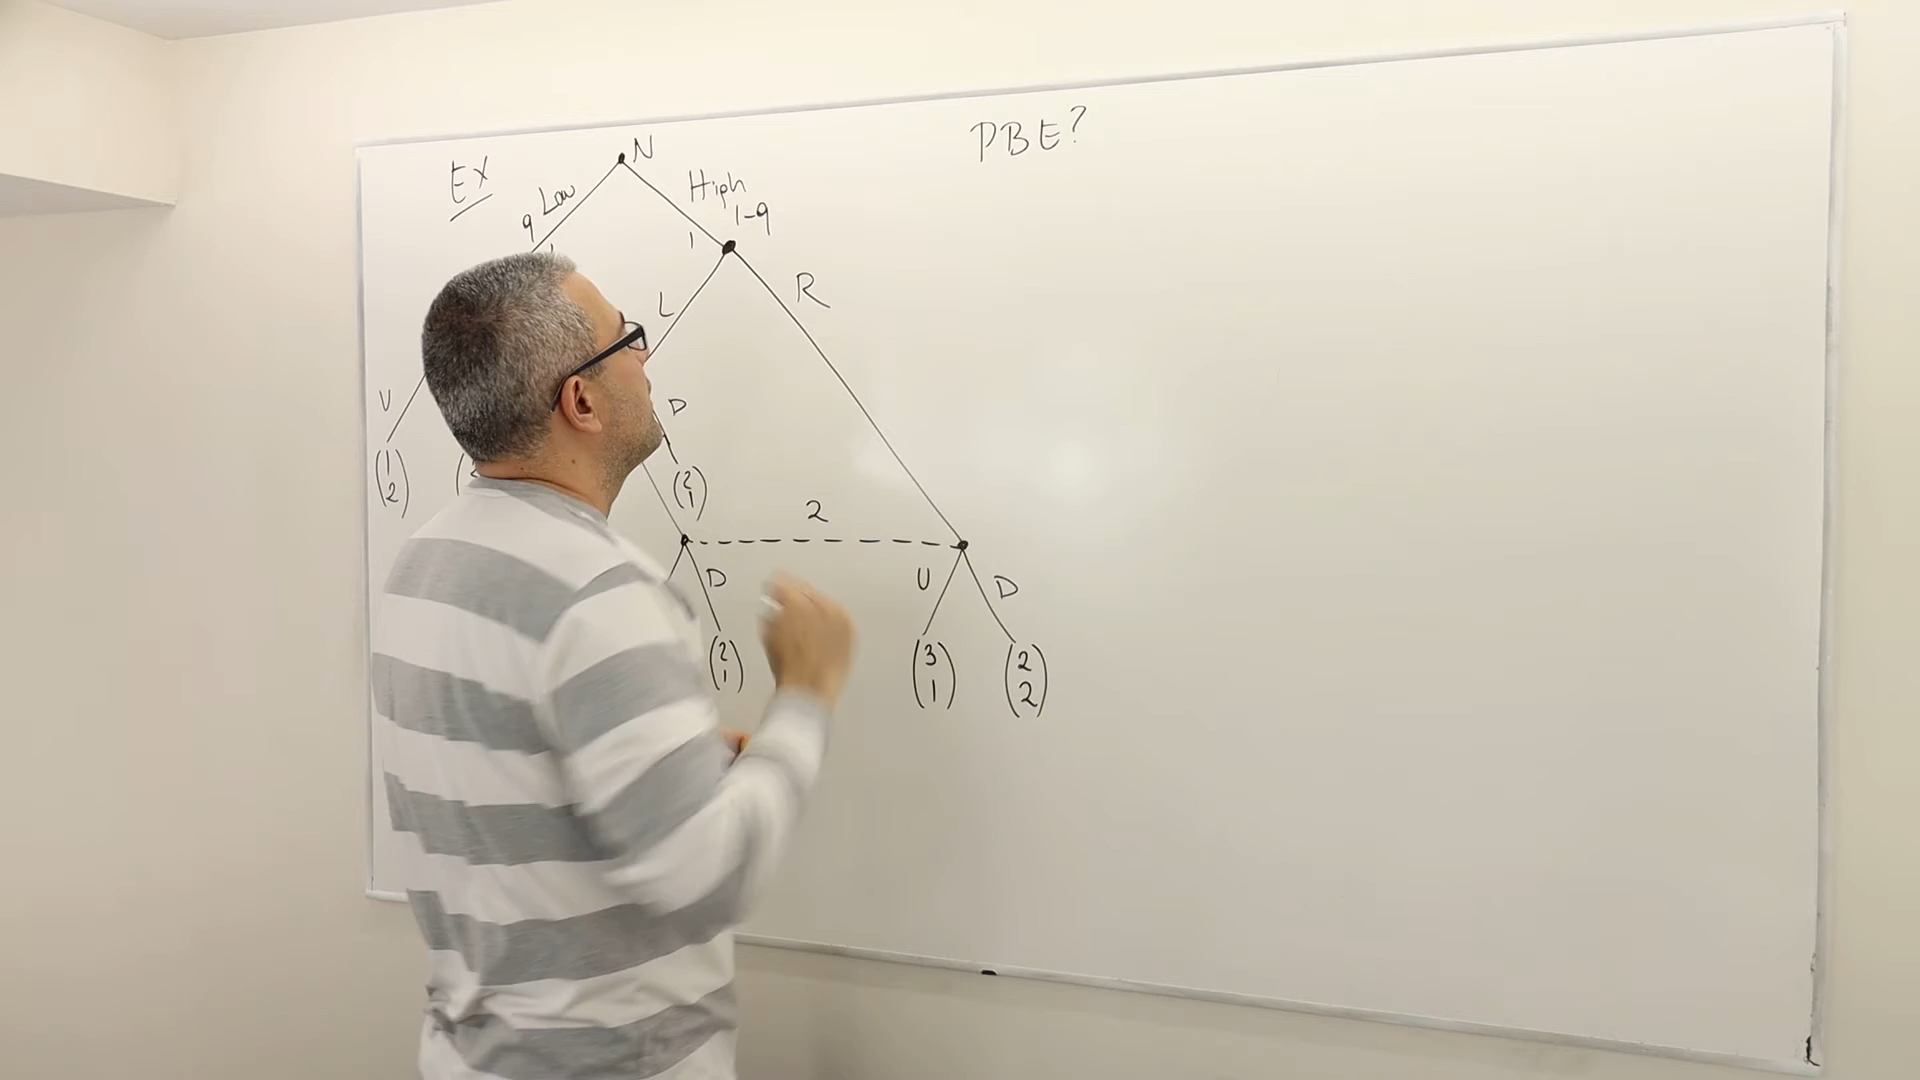 PBE?
EX
N
Low
q
High
1-q
1
L
R
U
D
(1
2)
(2
1)
2
D
U
D
(2
1)
(3
1)
(2
2)